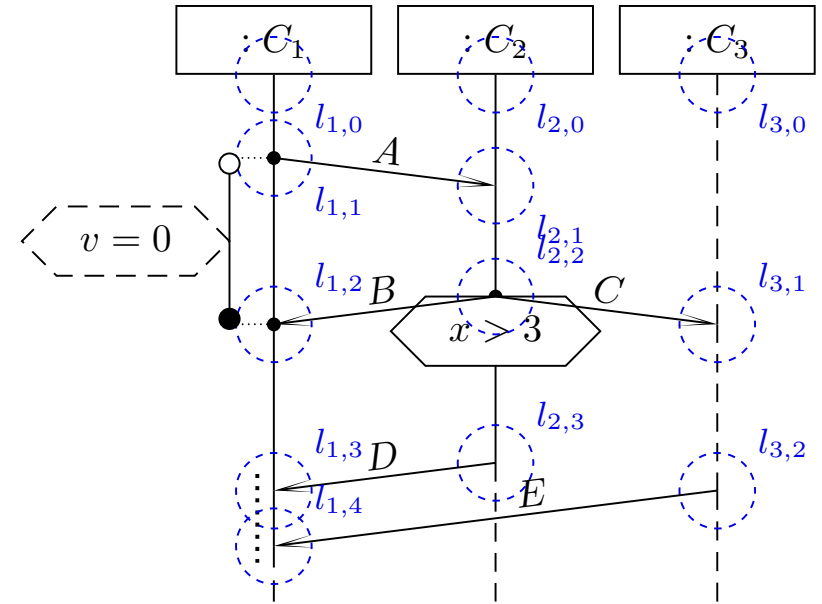 : C₁ : C₂ : C₃
l₁,₀ l₂,₀ l₃,₀
A
l₁,₁
l₂,₁
v = 0
l₂,₂
l₁,₂ B C l₃,₁
x > 3
l₂,₃
l₁,₃ D l₃,₂
l₁,₄ E